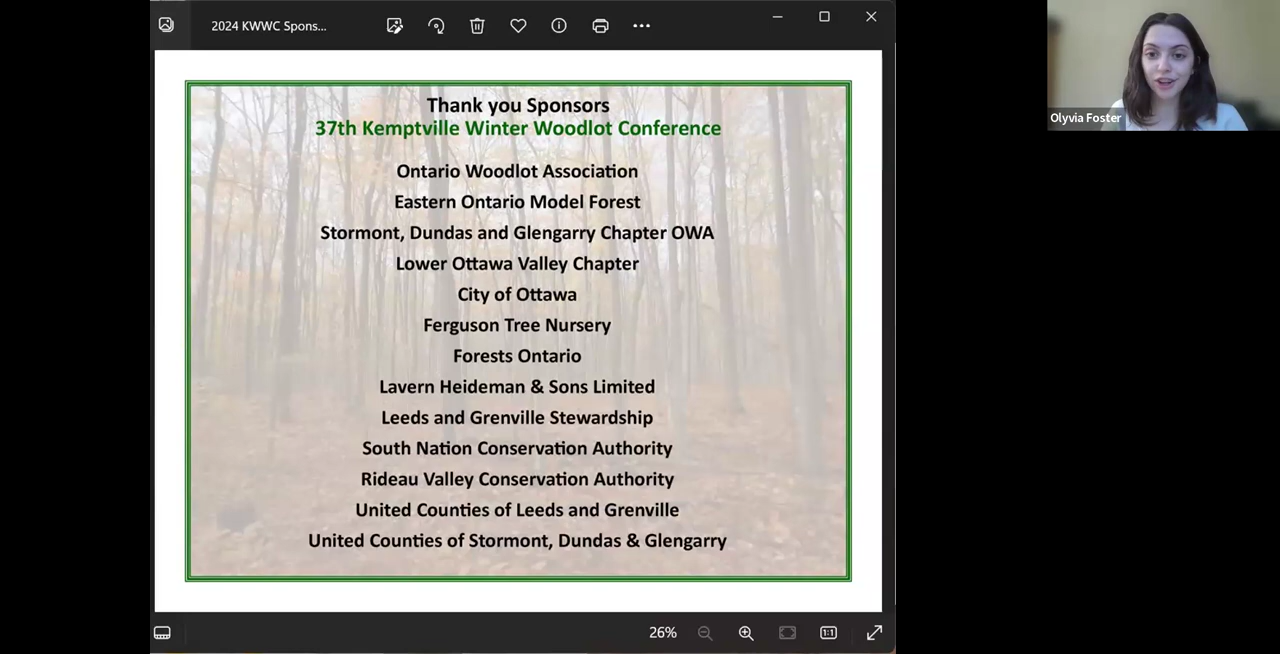 2024 KWWC Spons...
Thank you Sponsors
37th Kemptville Winter Woodlot Conference
Ontario Woodlot Association
Eastern Ontario Model Forest
Stormont, Dundas and Glengarry Chapter OWA
Lower Ottawa Valley Chapter
City of Ottawa
Ferguson Tree Nursery
Forests Ontario
Lavern Heideman & Sons Limited
Leeds and Grenville Stewardship
South Nation Conservation Authority
Rideau Valley Conservation Authority
United Counties of Leeds and Grenville
United Counties of Stormont, Dundas & Glengarry
26%
1:1
Olyvia Foster